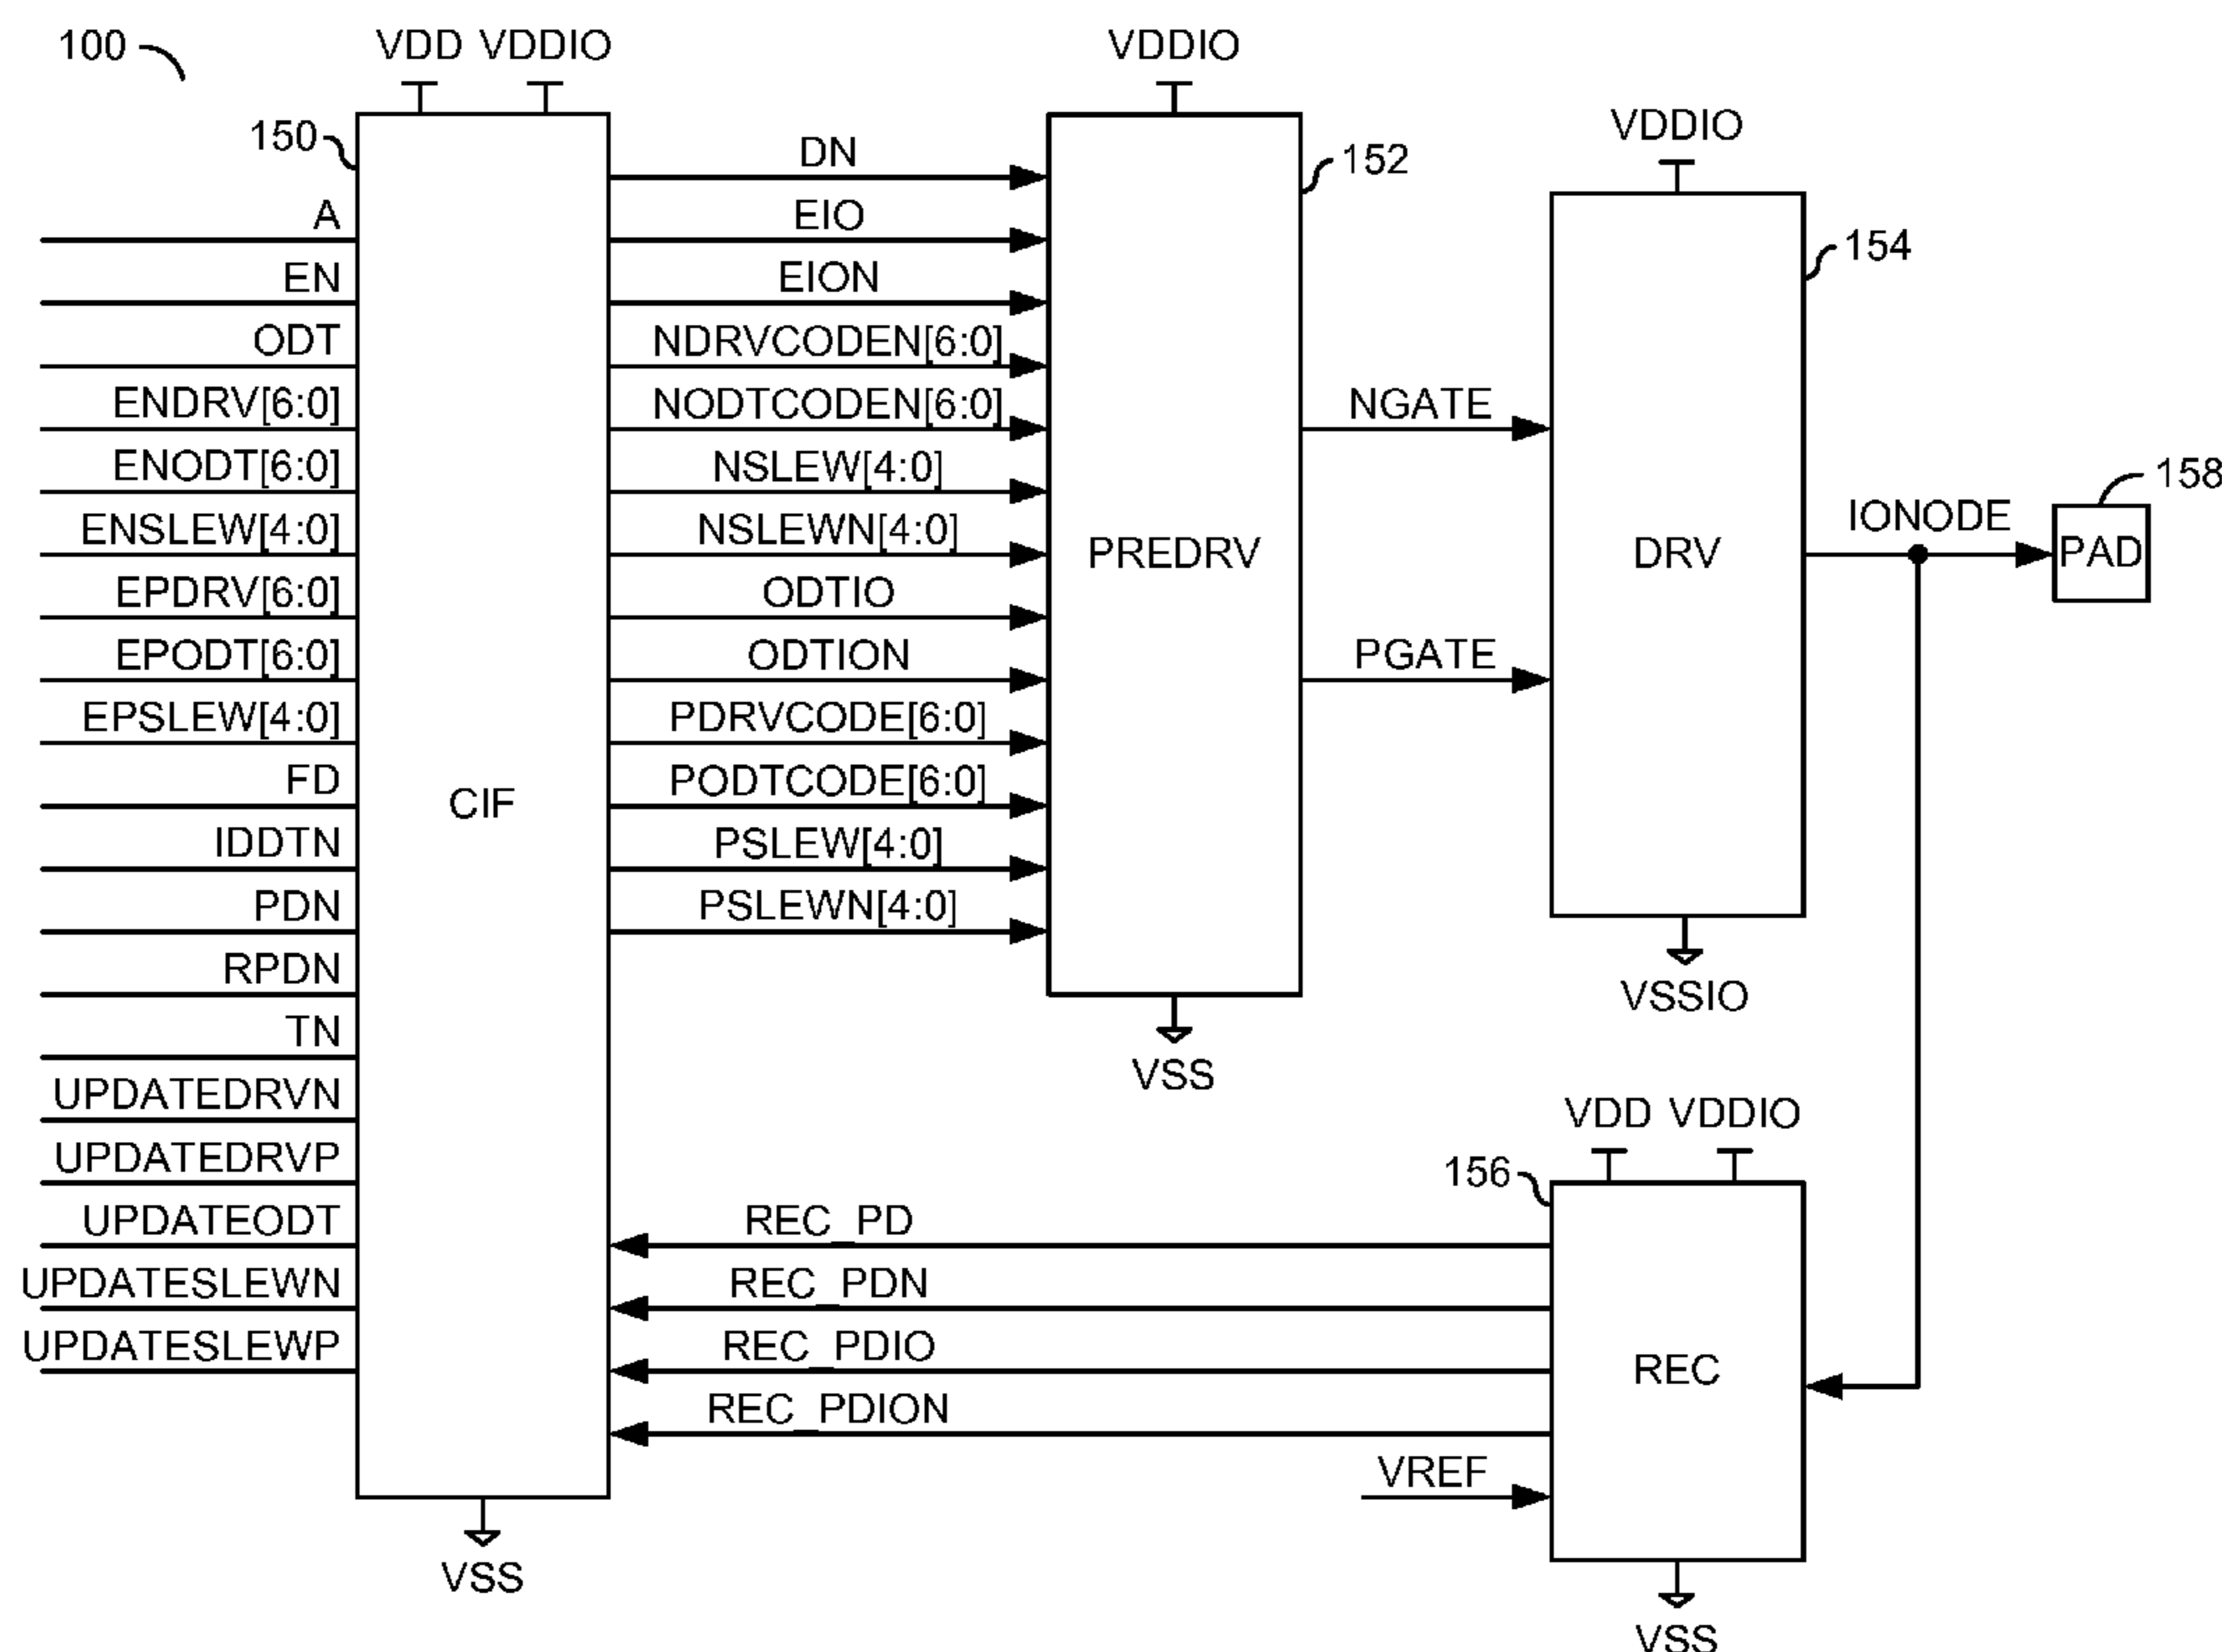 100
VDD VDDIO
150
A
EN
ODT
ENDRV[6:0]
ENODT[6:0]
ENSLEW[4:0]
EPDRV[6:0]
EPODT[6:0]
EPSLEW[4:0]
FD
IDDTN
PDN
RPDN
TN
UPDATEDRVN
UPDATEDRVP
UPDATEODT
UPDATESLEWN
UPDATESLEWP
CIF
VSS
DN
EIO
EION
NDRVCODEN[6:0]
NODTCODEN[6:0]
NSLEW[4:0]
NSLEWN[4:0]
ODTIO
ODTION
PDRVCODE[6:0]
PODTCODE[6:0]
PSLEW[4:0]
PSLEWN[4:0]
VDDIO
152
PREDRV
VSS
NGATE
PGATE
VDDIO
154
DRV
VSSIO
IONODE
158
PAD
VDD VDDIO
156
REC
REC_PD
REC_PDN
REC_PDIO
REC_PDION
VREF
VSS